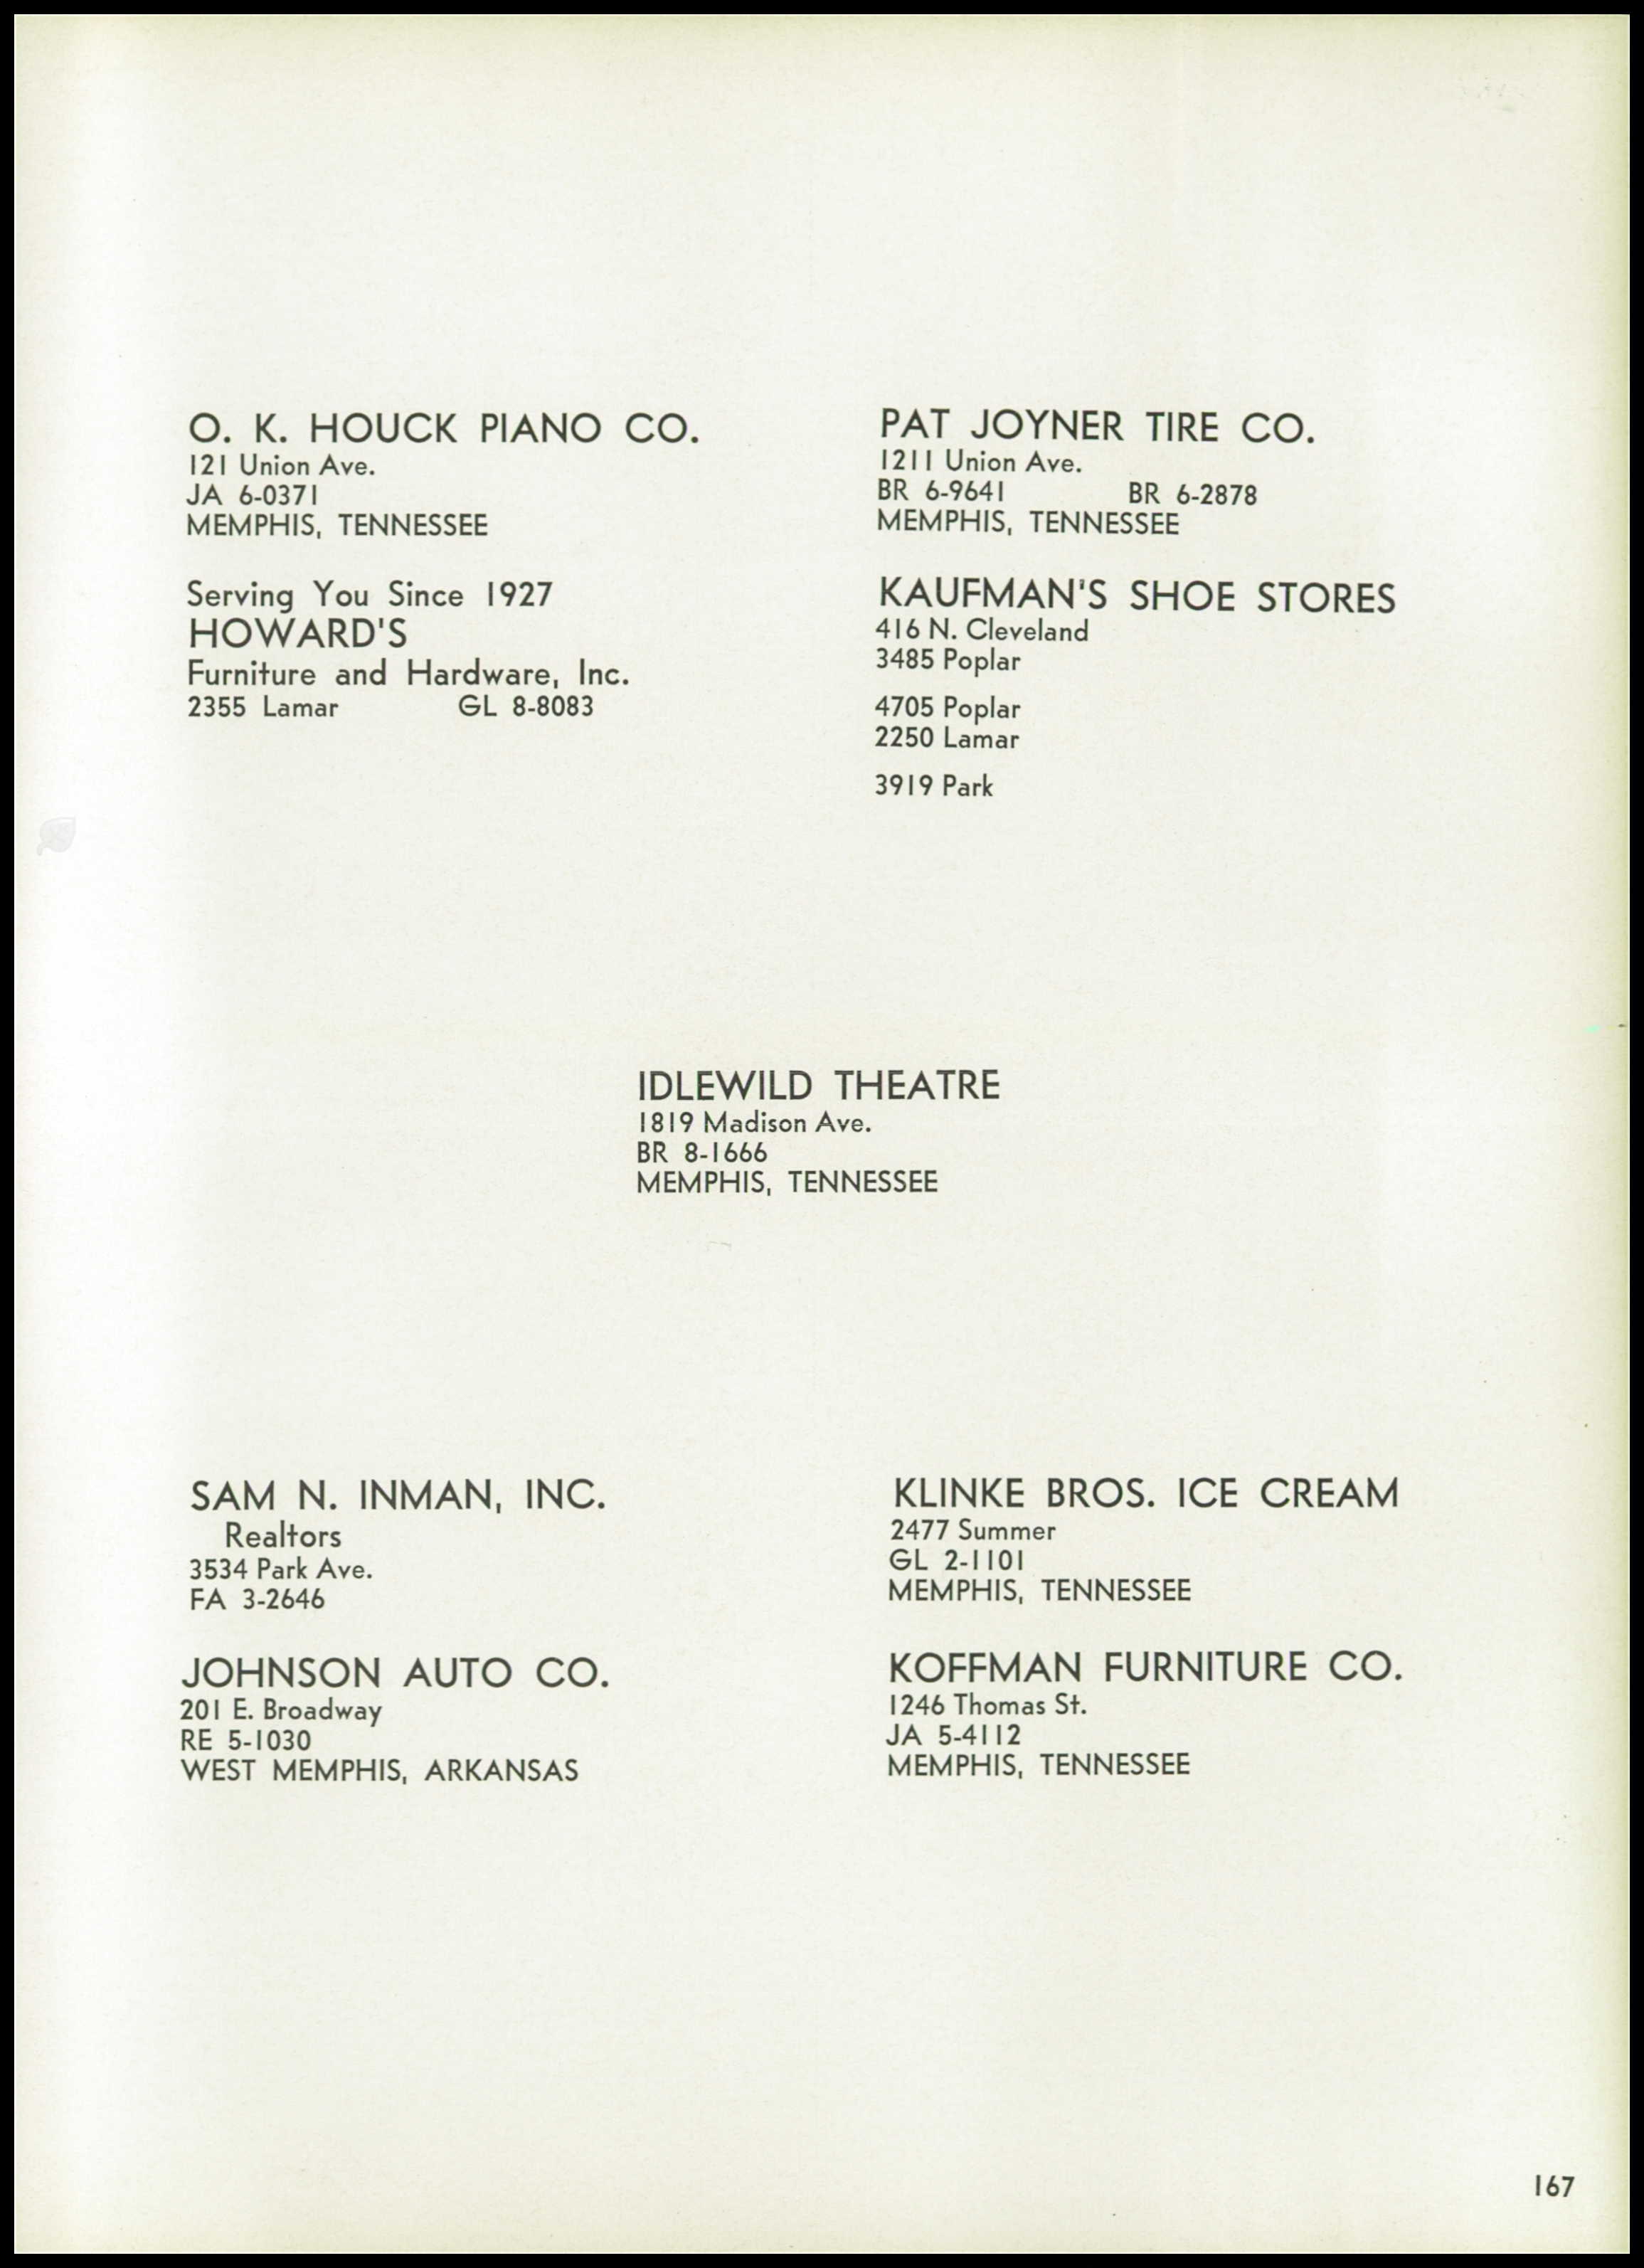 O. K. HOUCK PIANO CO.
121 Union Ave.
JA 6-0371
MEMPHIS, TENNESSEE
Serving You Since 1927
HOWARD'S
Furniture and Hardware, Inc.
2355 Lamar GL 8-8083
PAT JOYNER TIRE CO.
1211 Union Ave.
BR 6-9641 BR 6-2878
MEMPHIS, TENNESSEE
KAUFMAN'S SHOE STORES
416 N. Cleveland
3485 Poplar
4705 Poplar
2250 Lamar
3919 Park
IDLEWILD THEATRE
1819 Madison Ave.
BR 8-1666
MEMPHIS, TENNESSEE
SAM N. INMAN, INC.
Realtors
3534 Park Ave.
FA 3-2646
JOHNSON AUTO CO.
201 E. Broadway
RE 5-1030
WEST MEMPHIS, ARKANSAS
KLINKE BROS. ICE CREAM
2477 Summer
GL 2-1101
MEMPHIS, TENNESSEE
KOFFMAN FURNITURE CO.
1246 Thomas St.
JA 5-4112
MEMPHIS, TENNESSEE
167